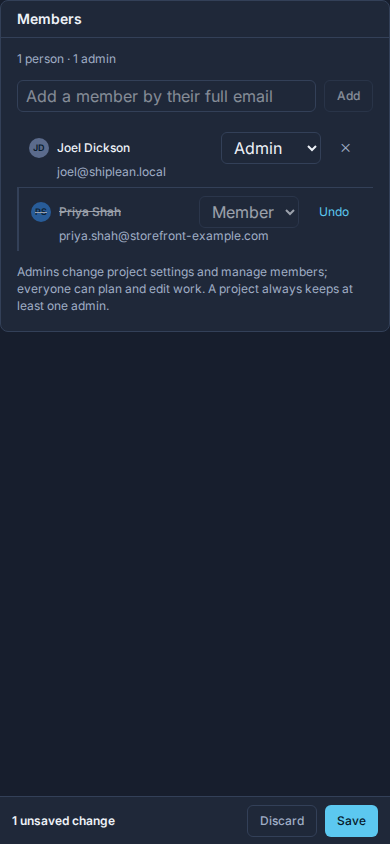 Members
1 person · 1 admin
Add a member by their full email
Add
JD
Joel Dickson
Admin
joel@shiplean.local
Priya Shah
Member
Undo
priya.shah@storefront-example.com
Admins change project settings and manage members;
everyone can plan and edit work. A project always keeps at
least one admin.
1 unsaved change
Discard
Save